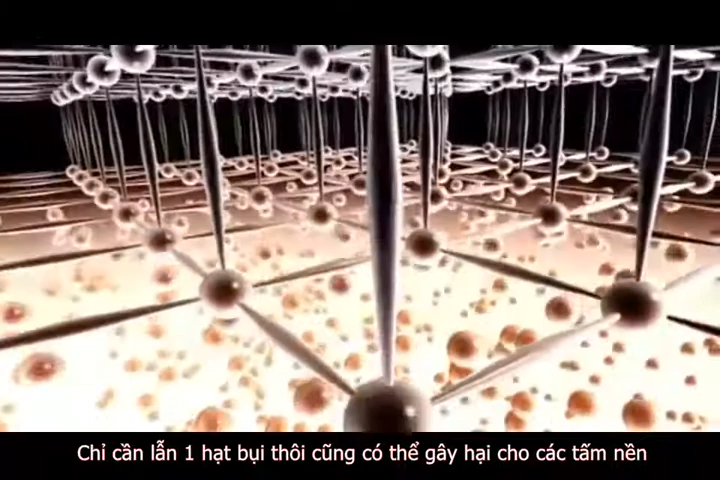 Chỉ cần lẫn 1 hạt bụi thôi cũng có thể gây hại cho các tấm nền